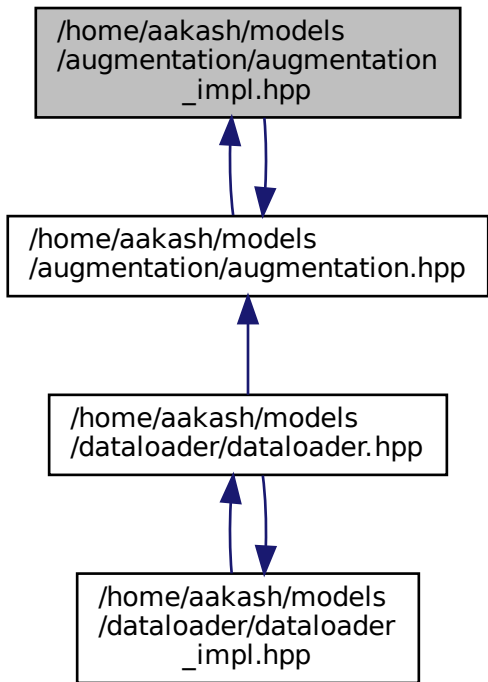 /home/aakash/models
/augmentation/augmentation
_impl.hpp
/home/aakash/models
/augmentation/augmentation.hpp
/home/aakash/models
/dataloader/dataloader.hpp
/home/aakash/models
/dataloader/dataloader
_impl.hpp